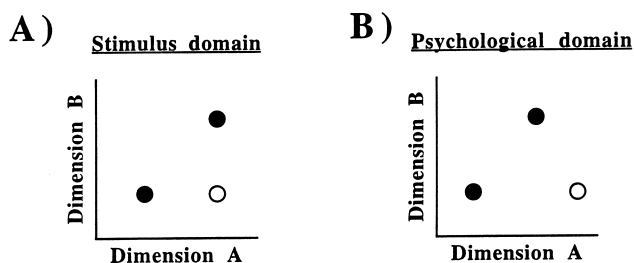 A)
Stimulus domain
Dimension B
Dimension A
B)
Psychological domain
Dimension B
Dimension A